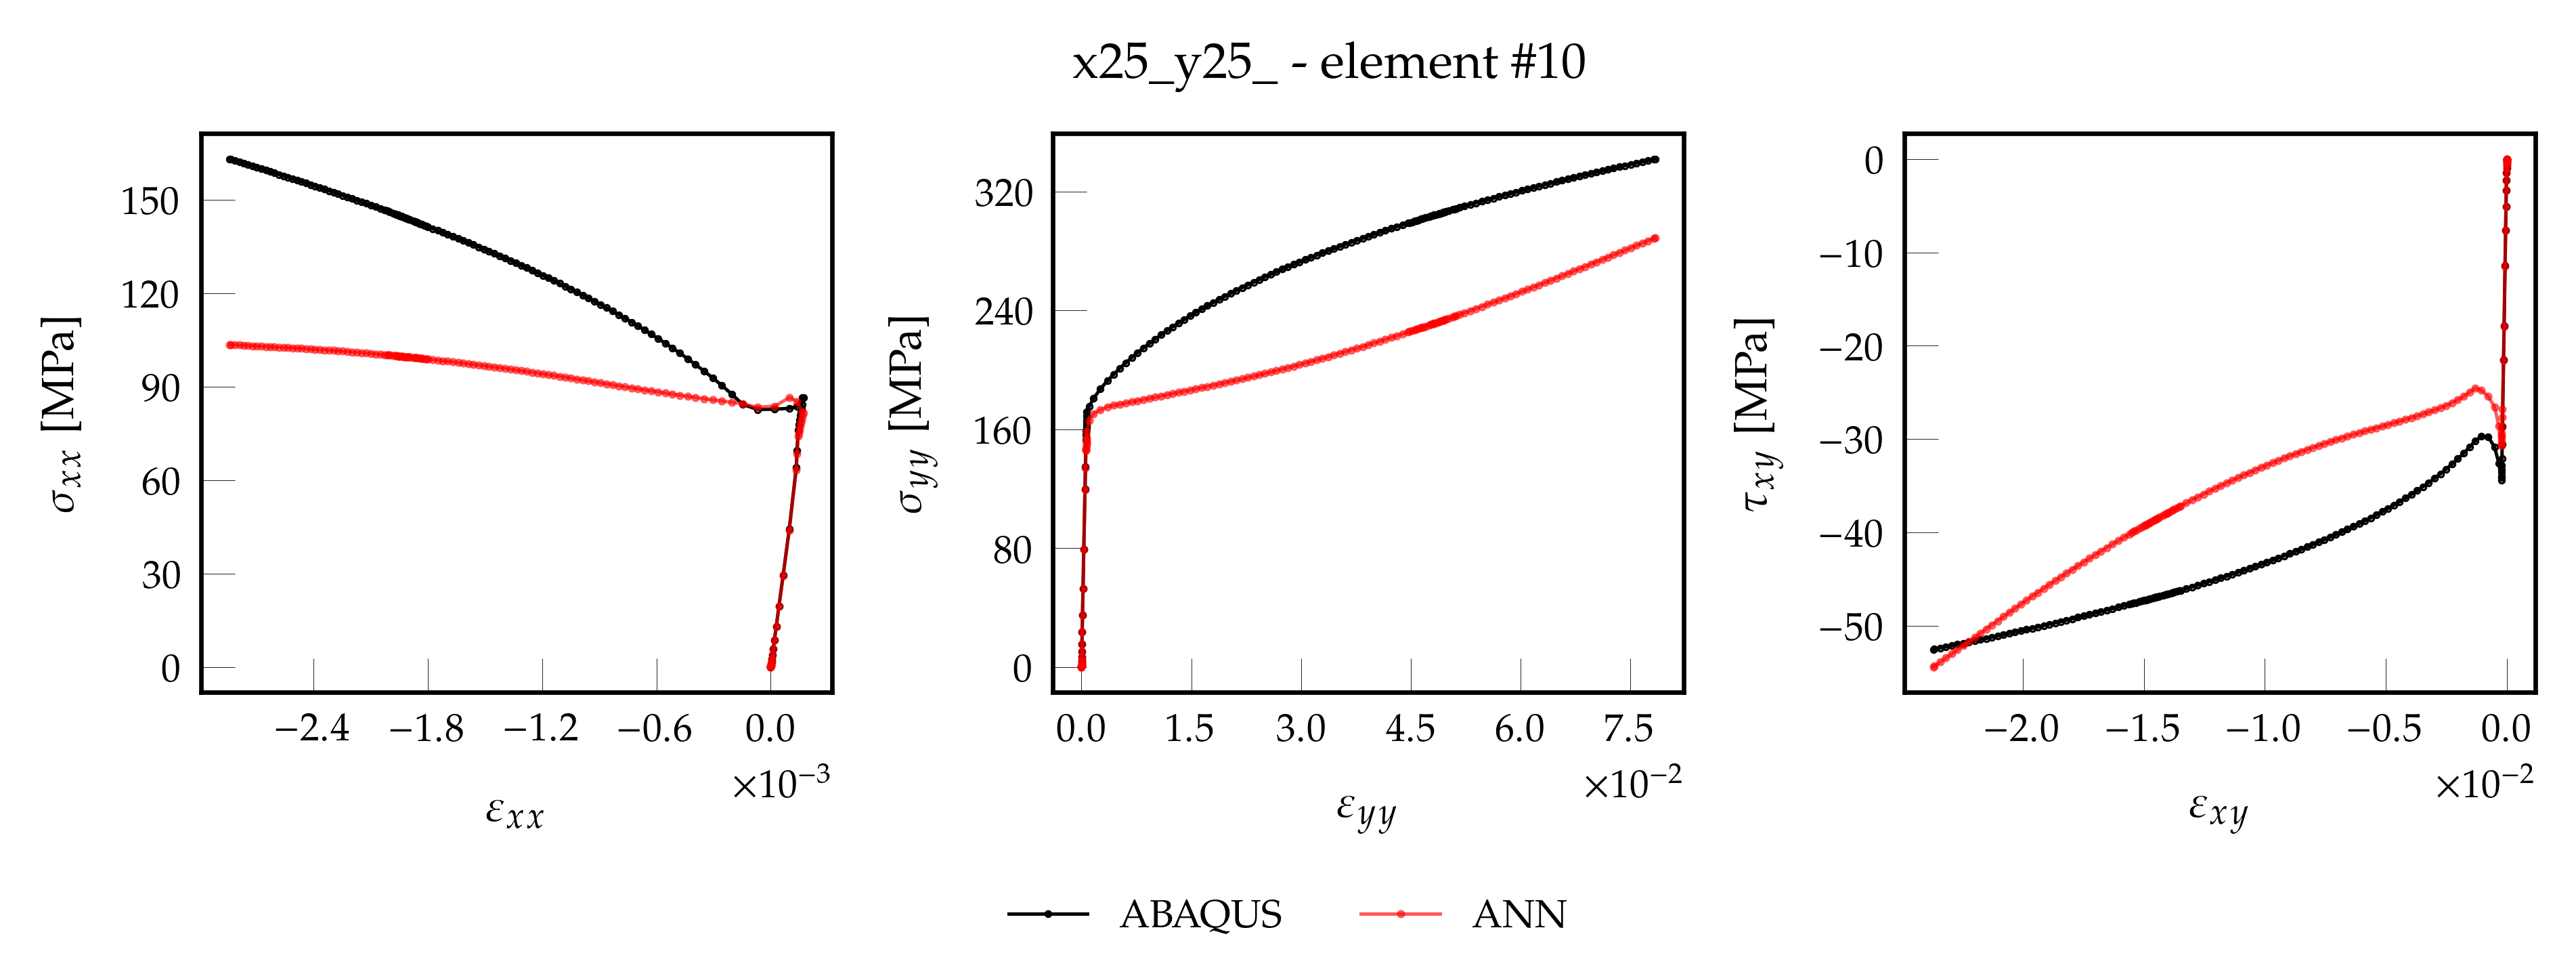 x25_y25_ - element #10
σxx [MPa]
150
120
90
60
30
0
−2.4 −1.8 −1.2 −0.6 0.0
×10−3
εxx
σyy [MPa]
320
240
160
80
0
0.0 1.5 3.0 4.5 6.0 7.5
×10−2
εyy
τxy [MPa]
0
−10
−20
−30
−40
−50
−2.0 −1.5 −1.0 −0.5 0.0
×10−2
εxy
ABAQUS ANN